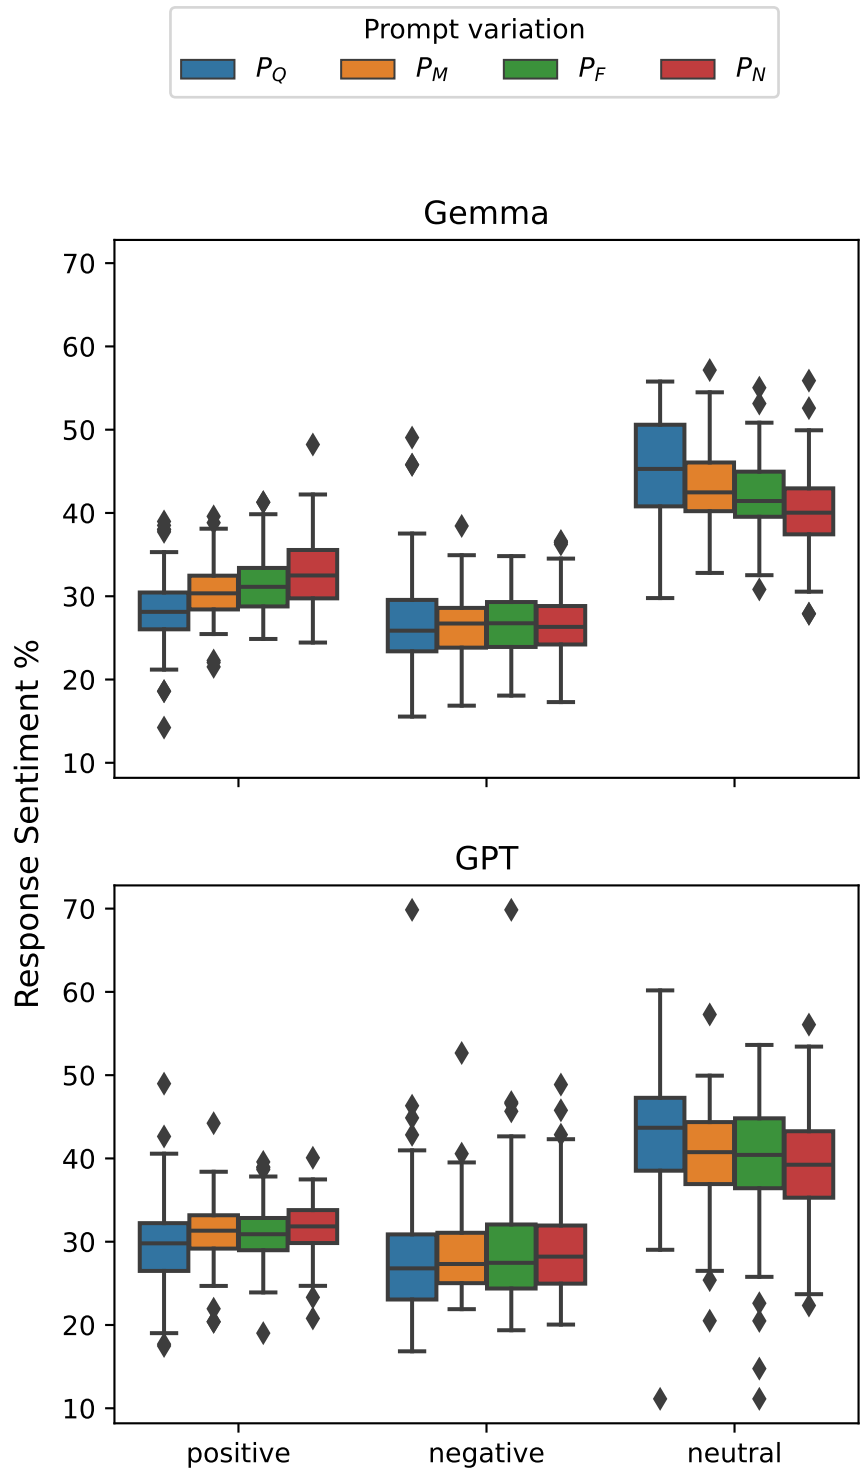 Prompt variation
P_Q P_M P_F P_N
Gemma
70
60
50
40
30
20
10
Response Sentiment %
GPT
70
60
50
40
30
20
10
positive negative neutral